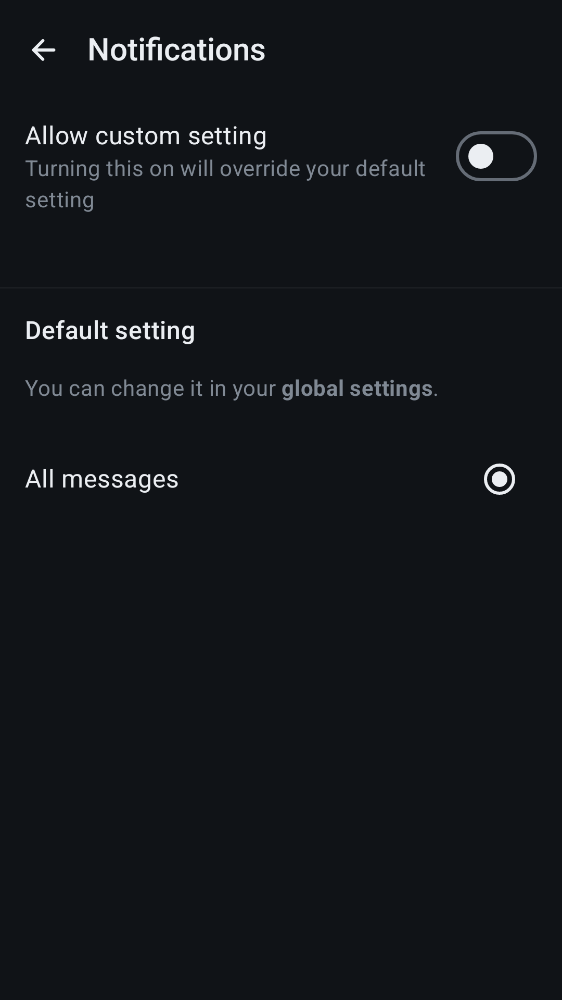 Notifications
Allow custom setting
Turning this on will override your default
setting
Default setting
You can change it in your global settings.
All messages